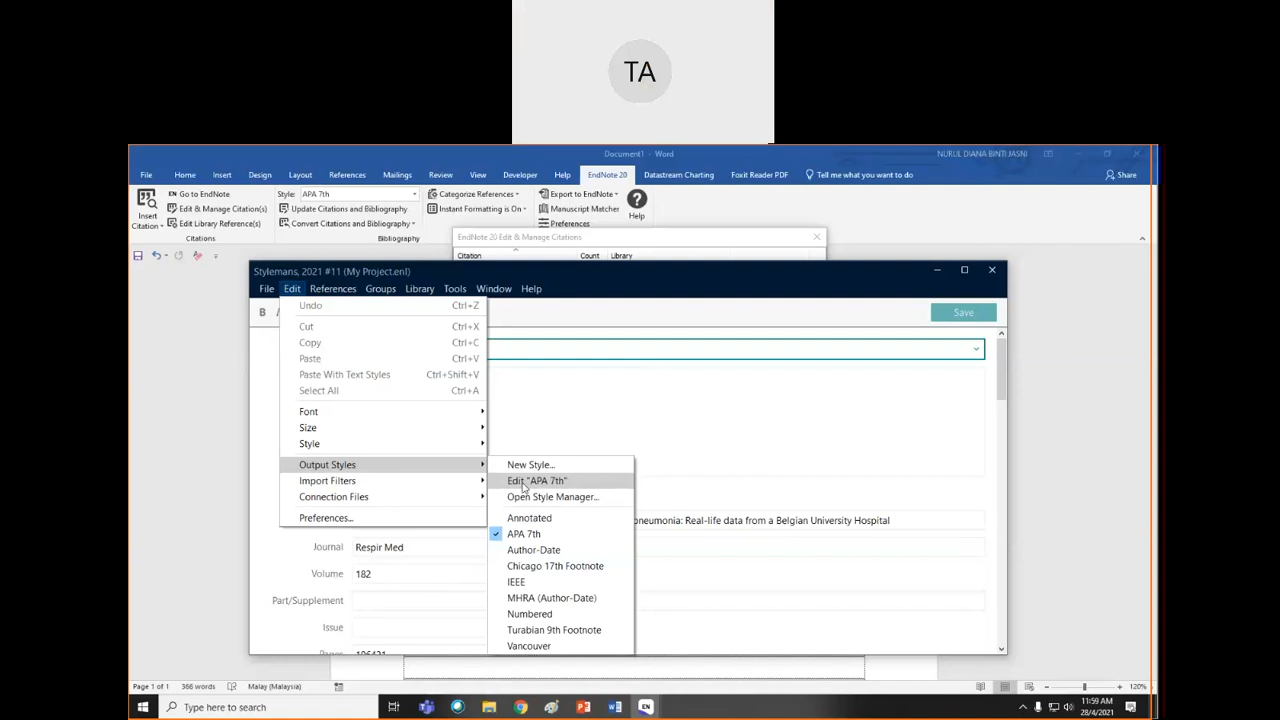 TA
Document1 - Word
NURUL DIANA BINTI JASNI
File Home Insert Design Layout References Mailings Review View Developer Help EndNote 20 Datastream Charting Foxit Reader PDF Tell me what you want to do Share
Go to EndNote Style: APA 7th Categorize References Export to EndNote
Insert Citation Edit & Manage Citation(s) Update Citations and Bibliography Instant Formatting is On Manuscript Matcher Help
Edit Library Reference(s) Convert Citations and Bibliography Preferences
Citations Bibliography
EndNote 20 Edit & Manage Citations
Citation Count Library
Stylemans, 2021 #11 (My Project.enl)
File Edit References Groups Library Tools Window Help
B Save
Undo Ctrl+Z
Cut Ctrl+X
Copy Ctrl+C
Paste Ctrl+V
Paste With Text Styles Ctrl+Shift+V
Select All Ctrl+A
Font
Size
Style
Output Styles
Import Filters
Connection Files
Preferences...
New Style...
Edit "APA 7th"
Open Style Manager...
Annotated
APA 7th
Author-Date
Chicago 17th Footnote
IEEE
MHRA (Author-Date)
Numbered
Turabian 9th Footnote
Vancouver
pneumonia: Real-life data from a Belgian University Hospital
Journal Respir Med
Volume 182
Part/Supplement
Issue
Pages 106421
Page 1 of 1 366 words Malay (Malaysia) 120%
Type here to search
EN
11:59 AM
28/4/2021